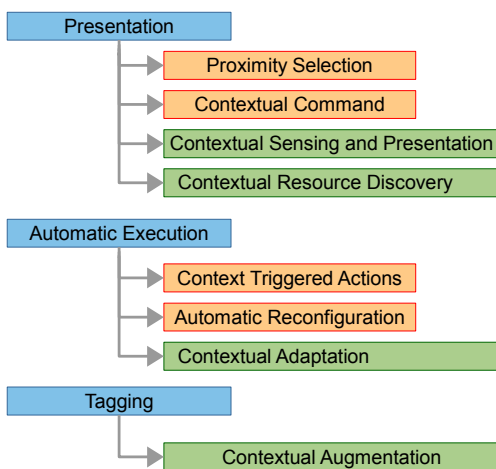 Presentation
Proximity Selection
Contextual Command
Contextual Sensing and Presentation
Contextual Resource Discovery
Automatic Execution
Context Triggered Actions
Automatic Reconfiguration
Contextual Adaptation
Tagging
Contextual Augmentation